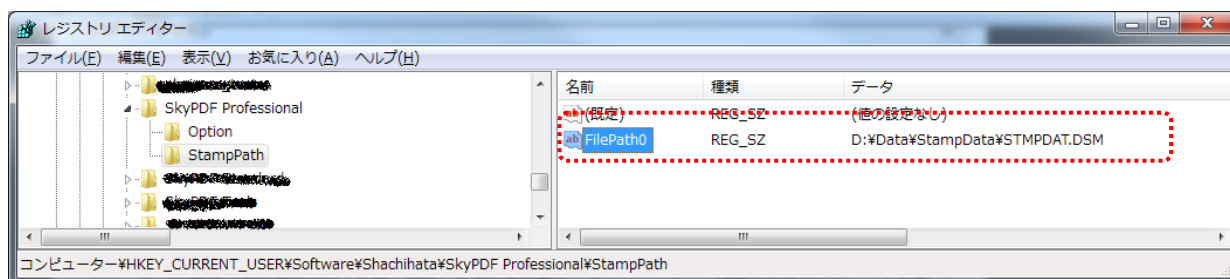 レジストリ エディター
ファイル(F) 編集(E) 表示(V) お気に入り(A) ヘルプ(H)
SkyPDF Professional
Option
StampPath
名前 種類 データ
ab (既定) REG_SZ (値の設定なし)
ab FilePath0 REG_SZ D:¥Data¥StampData¥STMPDAT.DSM
コンピューター¥HKEY_CURRENT_USER¥Software¥Shachihata¥SkyPDF Professional¥StampPath